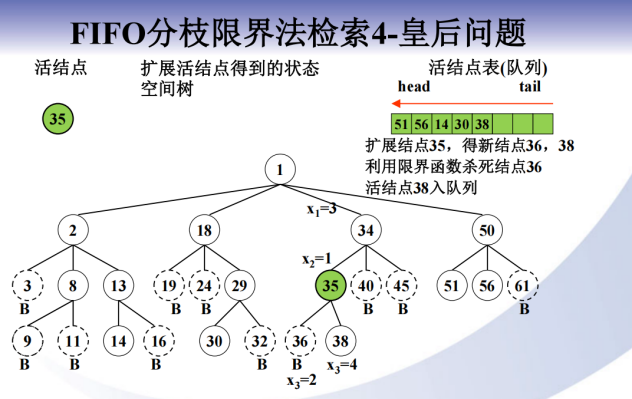 FIFO分枝限界法检索4-皇后问题
活结点
扩展活结点得到的状态
空间树
活结点表(队列)
head tail
35
51 56 14 30 38
扩展结点35，得新结点36，38
利用限界函数杀死结点36
活结点38入队列
1
x₁=3
2 18 34 50
x₂=1
3 8 13 19 24 29 35 40 45 51 56 61
B B B B B B
9 11 14 16 30 32 36 38
B B B B B x₃=4
x₃=2